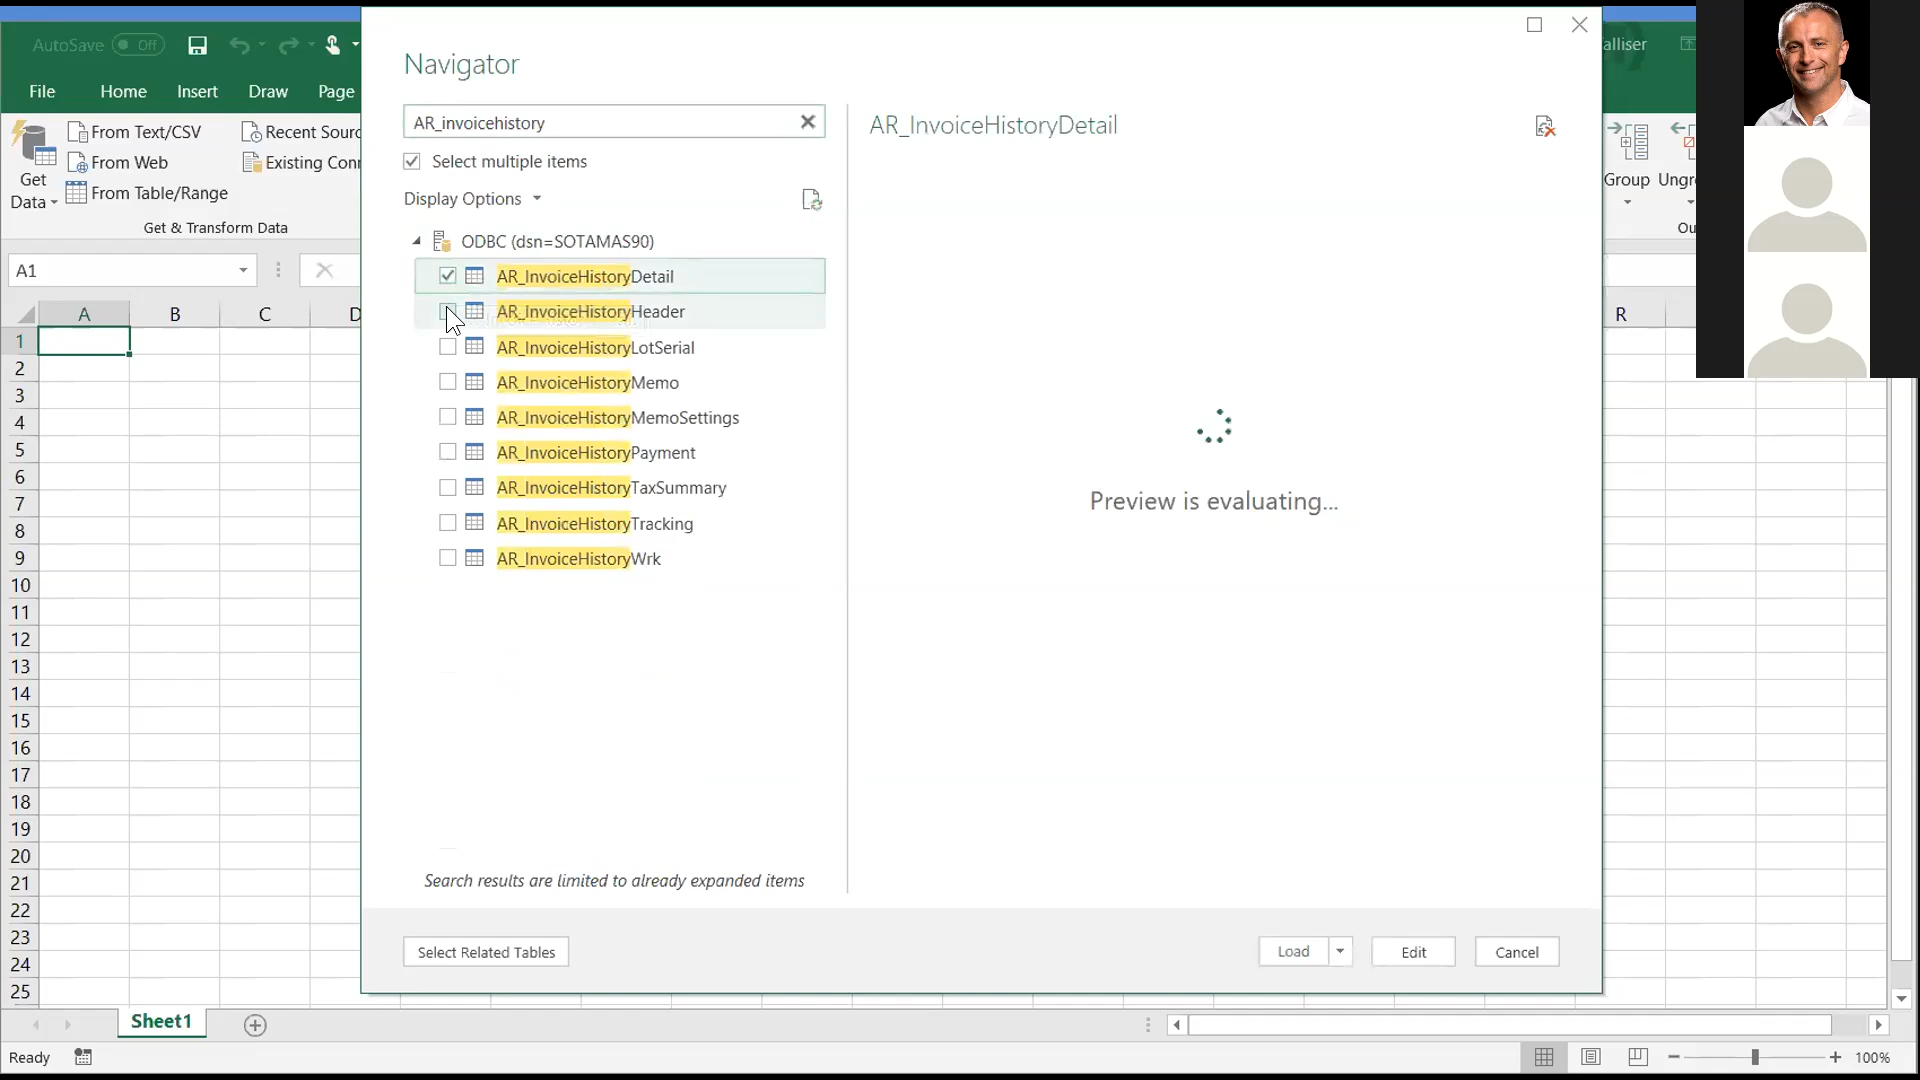 AutoSave Off
alliser
File
Home
Insert
Draw
Page
From Text/CSV
Recent Sourc
From Web
Existing Conn
Get
Data
From Table/Range
Get & Transform Data
Group
Ungr
Ou
A1
A
B
C
D
R
1
2
3
4
5
6
7
8
9
10
11
12
13
14
15
16
17
18
19
20
21
22
23
24
25
Navigator
AR_invoicehistory
Select multiple items
Display Options
ODBC (dsn=SOTAMAS90)
AR_InvoiceHistoryDetail
AR_InvoiceHistoryHeader
AR_InvoiceHistoryLotSerial
AR_InvoiceHistoryMemo
AR_InvoiceHistoryMemoSettings
AR_InvoiceHistoryPayment
AR_InvoiceHistoryTaxSummary
AR_InvoiceHistoryTracking
AR_InvoiceHistoryWrk
Search results are limited to already expanded items
AR_InvoiceHistoryDetail
Preview is evaluating...
Select Related Tables
Load
Edit
Cancel
Sheet1
Ready
100%